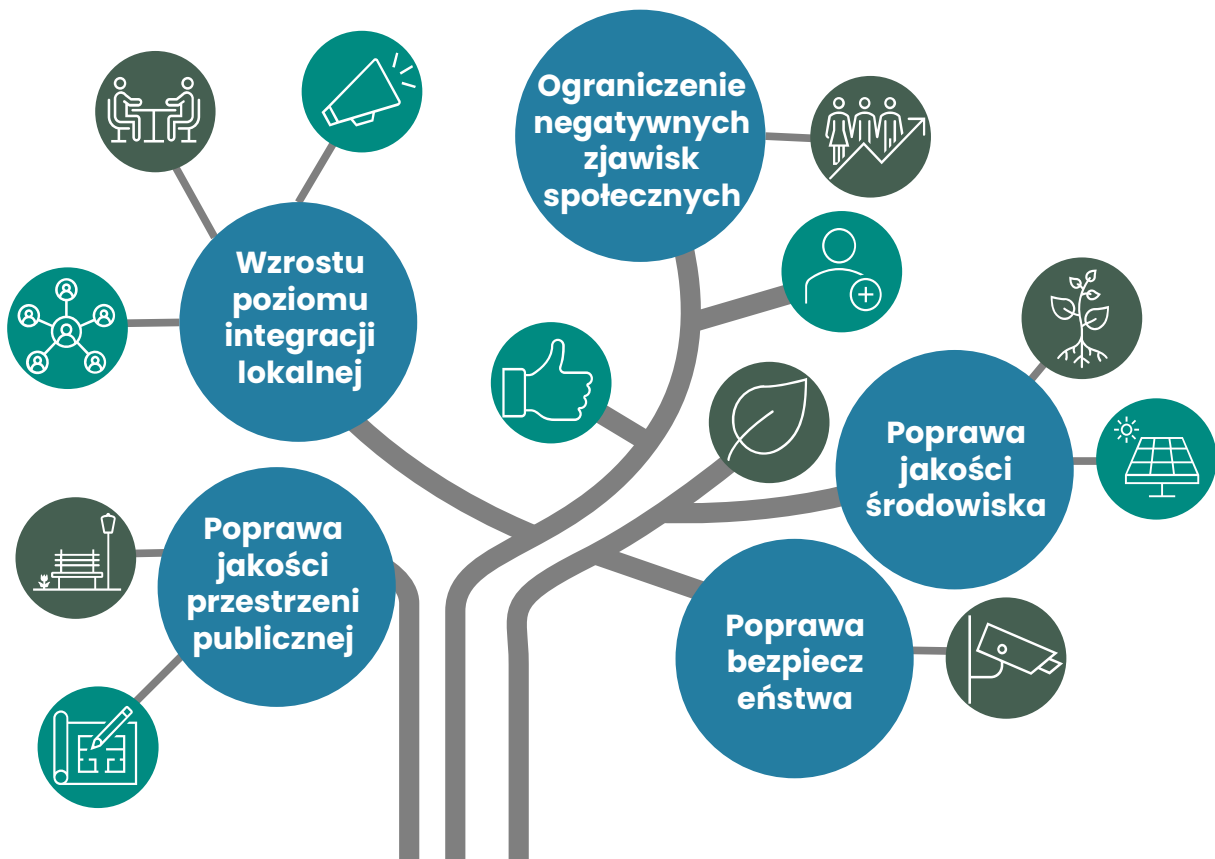 Ograniczenie
negatywnych
zjawisk
społecznych
Wzrostu
poziomu
integracji
lokalnej
Poprawa
jakości
środowiska
Poprawa
jakości
przestrzeni
publicznej
Poprawa
bezpiecz
eństwa